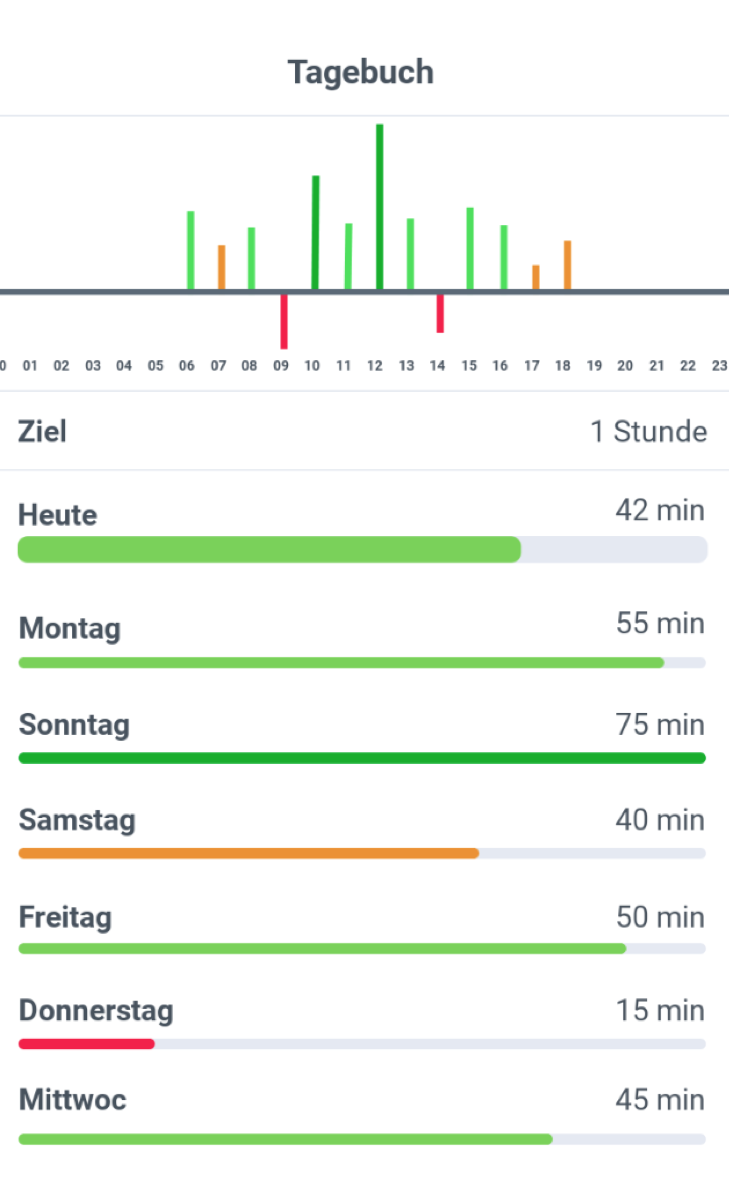 Tagebuch
0 01 02 03 04 05 06 07 08 09 10 11 12 13 14 15 16 17 18 19 20 21 22 23
Ziel 1 Stunde
Heute 42 min
Montag 55 min
Sonntag 75 min
Samstag 40 min
Freitag 50 min
Donnerstag 15 min
Mittwoc 45 min